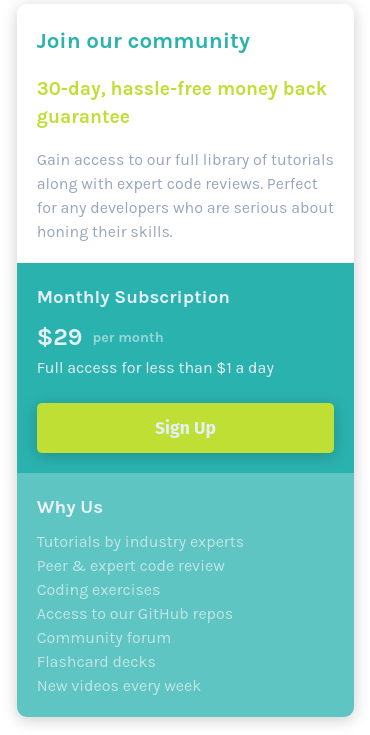 Join our community
30-day, hassle-free money back
guarantee
Gain access to our full library of tutorials
along with expert code reviews. Perfect
for any developers who are serious about
honing their skills.
Monthly Subscription
$29 per month
Full access for less than $1 a day
Sign Up
Why Us
Tutorials by industry experts
Peer & expert code review
Coding exercises
Access to our GitHub repos
Community forum
Flashcard decks
New videos every week